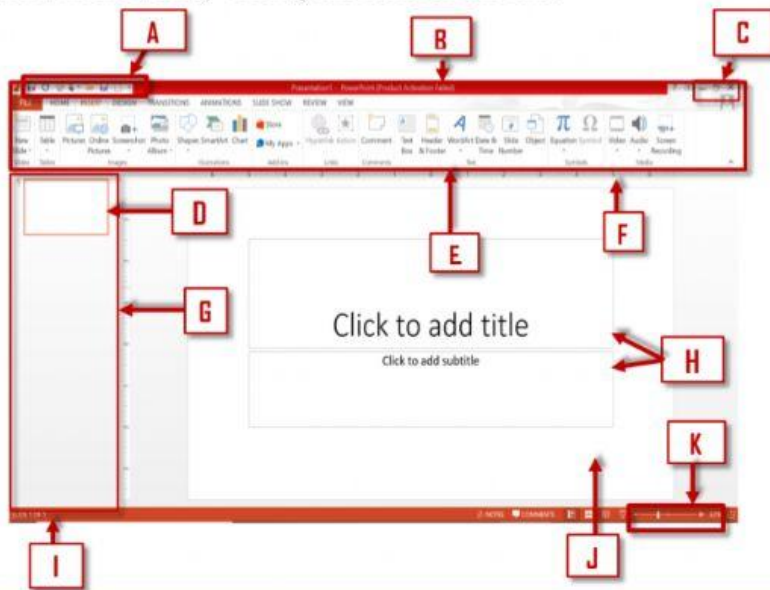 A
B
C
Presentation1 - PowerPoint (Product Activation Failed)
FILE HOME INSERT DESIGN TRANSITIONS ANIMATIONS SLIDE SHOW REVIEW VIEW
New Table Pictures Online Screenshot Photo Shapes SmartArt Chart Store Hyperlink Action Comment Text Header WordArt Date & Slide Object Equation Symbol Video Audio Screen
Slide Pictures Album My Apps Box & Footer Time Number Recording
Slides Tables Images Illustrations Add-ins Links Comments Text Symbols Media
D
E
F
G
Click to add title
Click to add subtitle
H
K
NOTES COMMENTS
I
J